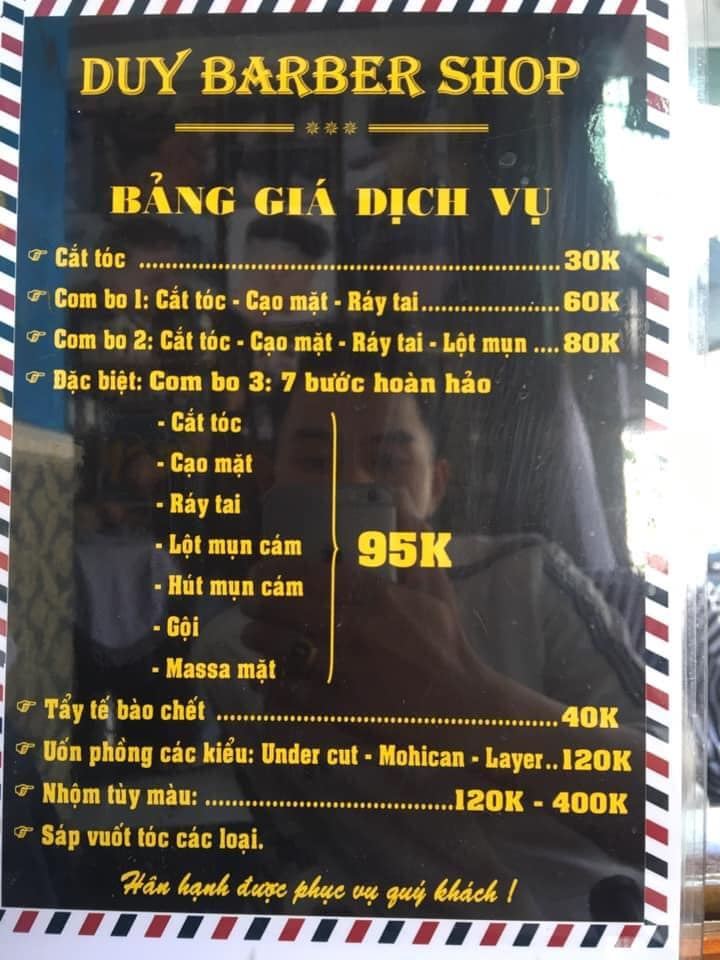 DUY BARBER SHOP
BẢNG GIÁ DỊCH VỤ
☞ Cắt tóc ........................................................ 30K
☞ Com bo 1: Cắt tóc - Cạo mặt - Ráy tai..................... 60K
☞ Com bo 2: Cắt tóc - Cạo mặt - Ráy tai - Lột mụn .... 80K
☞ Đặc biệt: Com bo 3: 7 bước hoàn hảo
- Cắt tóc
- Cạo mặt
- Ráy tai
- Lột mụn cám
95K
- Hút mụn cám
- Gội
- Massa mặt
☞ Tẩy tế bào chết .................................................... 40K
☞ Uốn phồng các kiểu: Under cut - Mohican - Layer.. 120K
☞ Nhộm tùy màu: ......................................120K - 400K
☞ Sáp vuốt tóc các loại.
Hân hạnh được phục vụ quý khách !